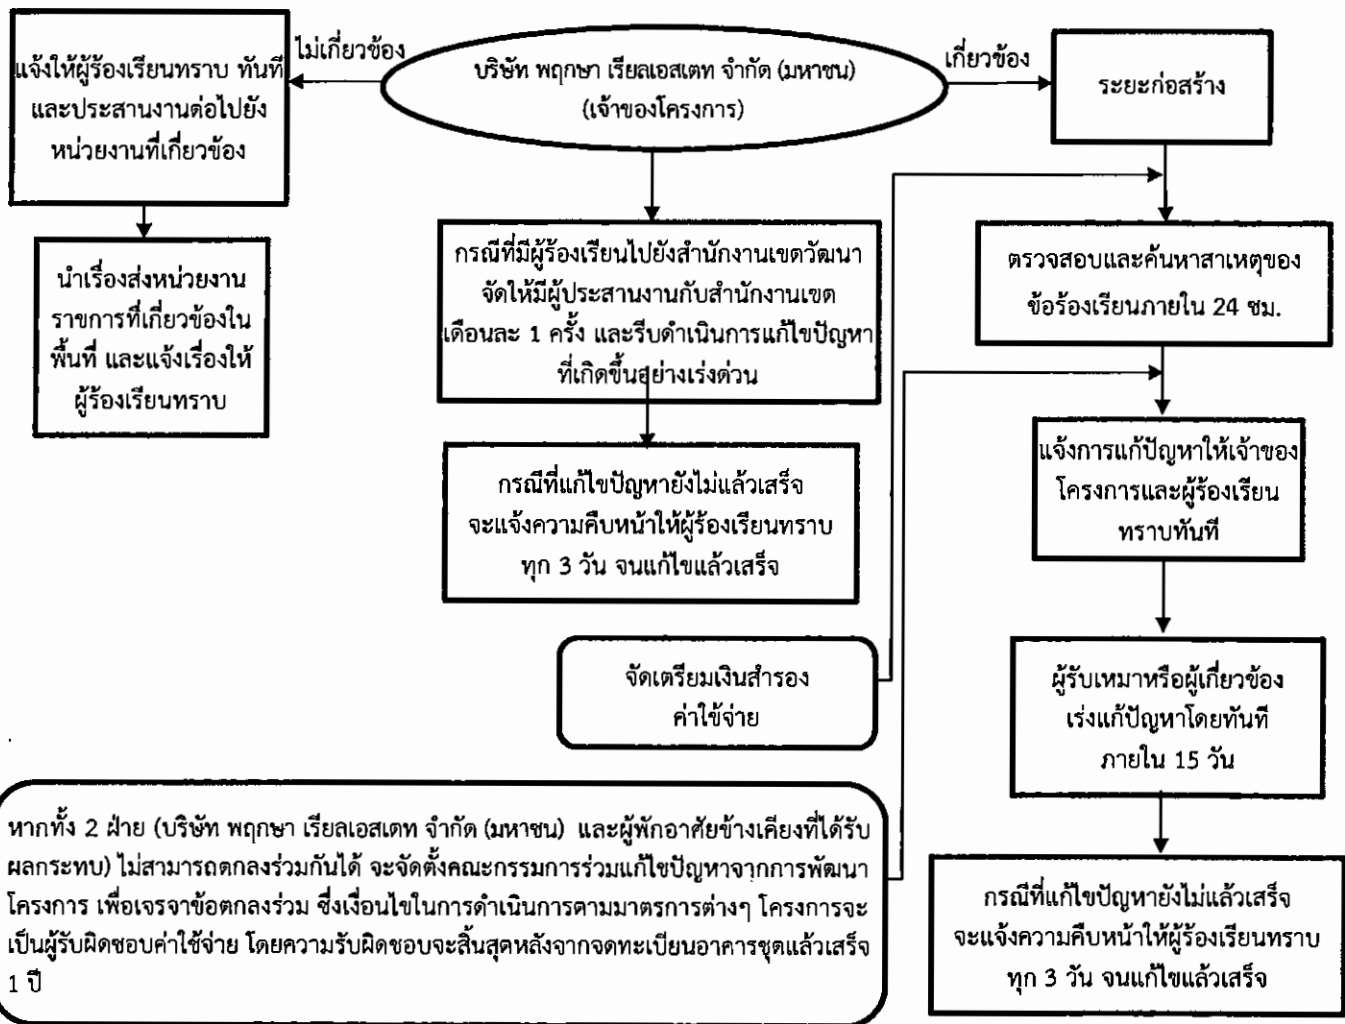 แจ้งให้ผู้ร้องเรียนทราบ ทันที
และประสานงานต่อไปยัง
หน่วยงานที่เกี่ยวข้อง
ไม่เกี่ยวข้อง
บริษัท พฤกษา เรียลเอสเตท จำกัด (มหาชน)
(เจ้าของโครงการ)
เกี่ยวข้อง
ระยะก่อสร้าง
นำเรื่องส่งหน่วยงาน
ราชการที่เกี่ยวข้องใน
พื้นที่ และแจ้งเรื่องให้
ผู้ร้องเรียนทราบ
กรณีที่มีผู้ร้องเรียนไปยังสำนักงานเขตวัฒนา
จัดให้มีผู้ประสานงานกับสำนักงานเขต
เดือนละ 1 ครั้ง และรีบดำเนินการแก้ไขปัญหา
ที่เกิดขึ้นอย่างเร่งด่วน
ตรวจสอบและค้นหาสาเหตุของ
ข้อร้องเรียนภายใน 24 ชม.
กรณีที่แก้ไขปัญหายังไม่แล้วเสร็จ
จะแจ้งความคืบหน้าให้ผู้ร้องเรียนทราบ
ทุก 3 วัน จนแก้ไขแล้วเสร็จ
แจ้งการแก้ปัญหาให้เจ้าของ
โครงการและผู้ร้องเรียน
ทราบทันที
จัดเตรียมเงินสำรอง
ค่าใช้จ่าย
ผู้รับเหมาหรือผู้เกี่ยวข้อง
เร่งแก้ปัญหาโดยทันที
ภายใน 15 วัน
หากทั้ง 2 ฝ่าย (บริษัท พฤกษา เรียลเอสเตท จำกัด (มหาชน) และผู้พักอาศัยข้างเคียงที่ได้รับ
ผลกระทบ) ไม่สามารถตกลงร่วมกันได้ จะจัดตั้งคณะกรรมการร่วมแก้ไขปัญหาจากการพัฒนา
โครงการ เพื่อเจรจาข้อตกลงร่วม ซึ่งเงื่อนไขในการดำเนินการตามมาตรการต่างๆ โครงการจะ
เป็นผู้รับผิดชอบค่าใช้จ่าย โดยความรับผิดชอบจะสิ้นสุดหลังจากจดทะเบียนอาคารชุดแล้วเสร็จ
1 ปี
กรณีที่แก้ไขปัญหายังไม่แล้วเสร็จ
จะแจ้งความคืบหน้าให้ผู้ร้องเรียนทราบ
ทุก 3 วัน จนแก้ไขแล้วเสร็จ